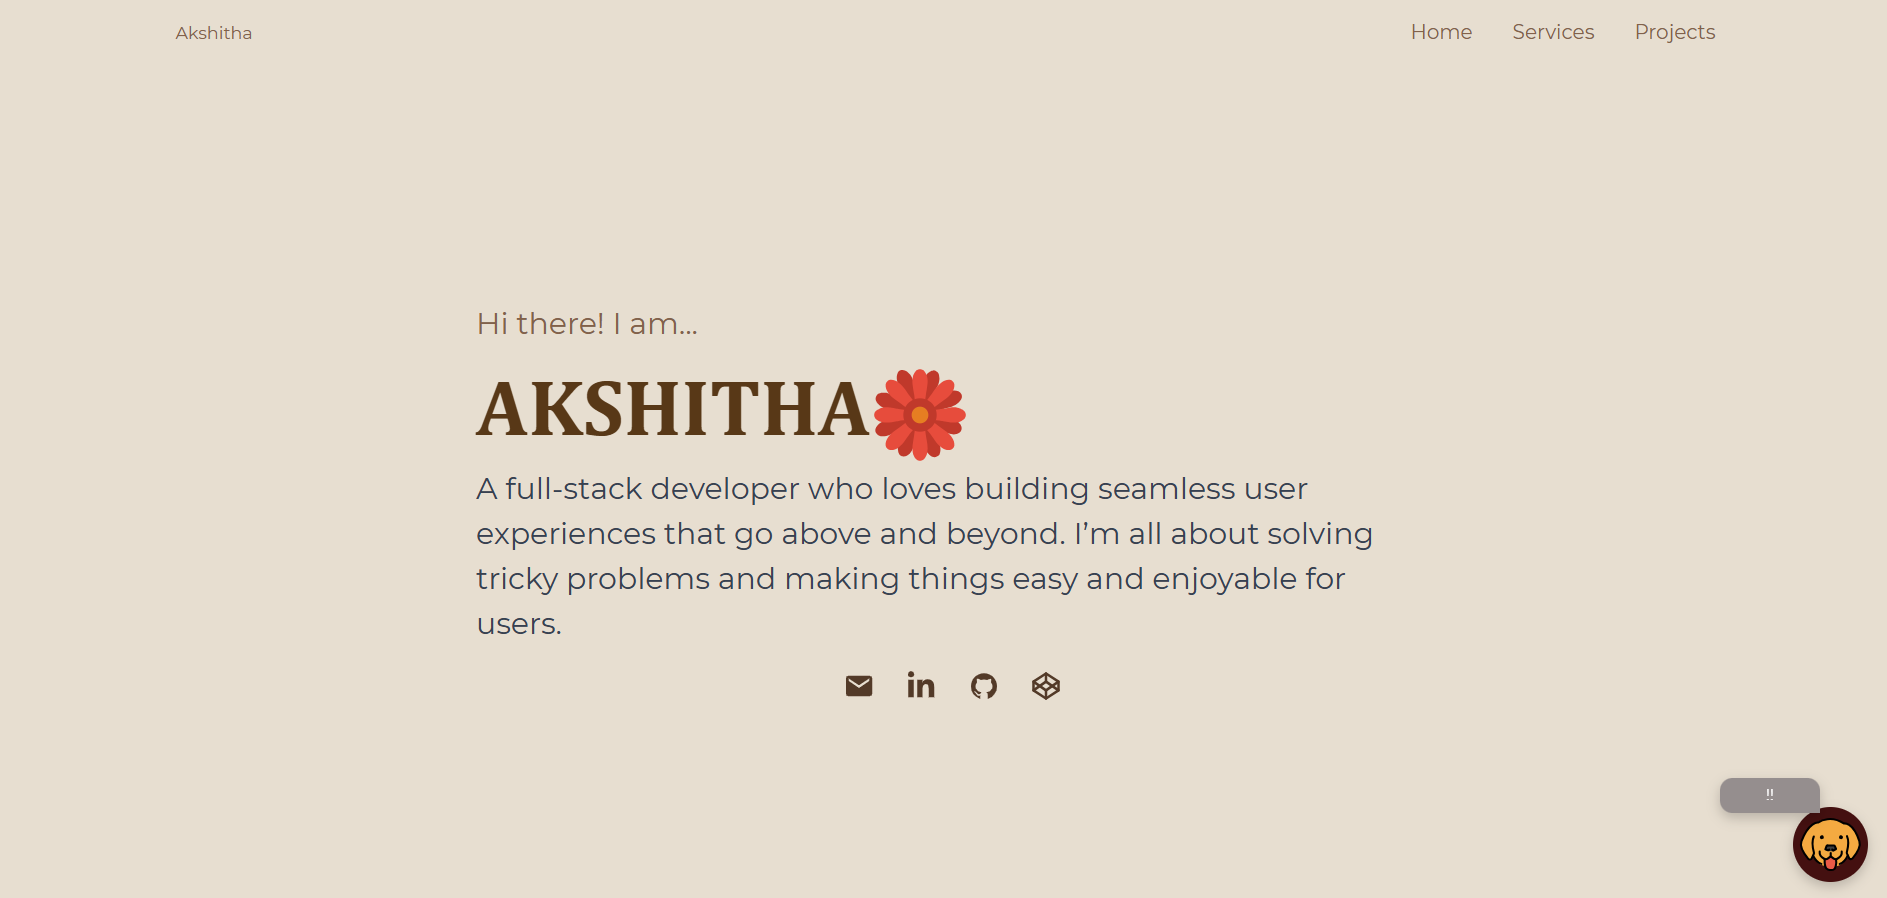 Akshitha
Home Services Projects
Hi there! I am...
AKSHITHA
A full-stack developer who loves building seamless user
experiences that go above and beyond. I’m all about solving
tricky problems and making things easy and enjoyable for
users.
in
!!